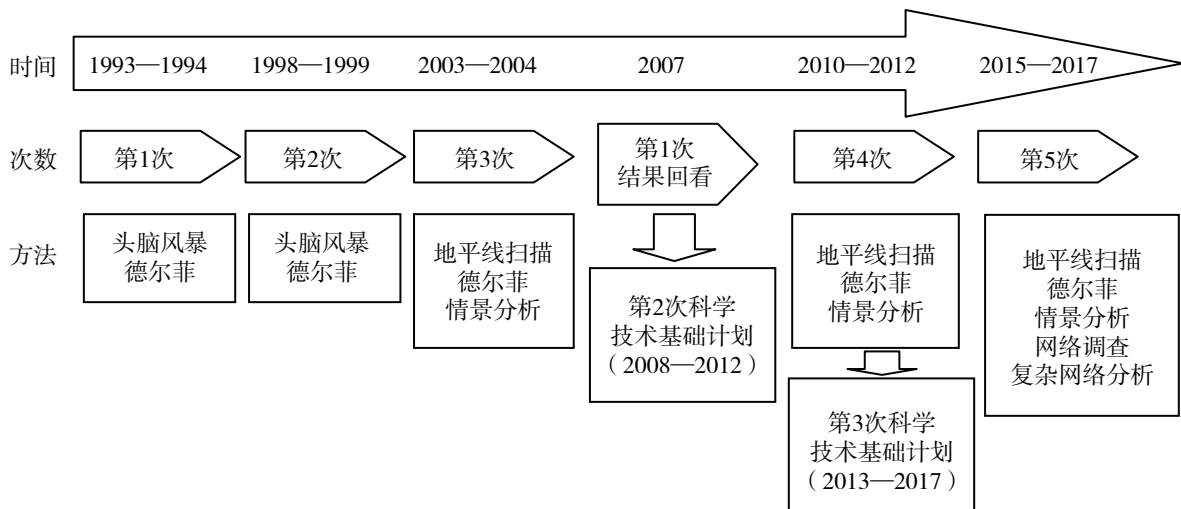 时间
1993—1994
1998—1999
2003—2004
2007
2010—2012
2015—2017
次数
第1次
第2次
第3次
第1次
结果回看
第4次
第5次
方法
头脑风暴
德尔菲
头脑风暴
德尔菲
地平线扫描
德尔菲
情景分析
第2次科学
技术基础计划
（2008—2012）
地平线扫描
德尔菲
情景分析
第3次科学
技术基础计划
（2013—2017）
地平线扫描
德尔菲
情景分析
网络调查
复杂网络分析